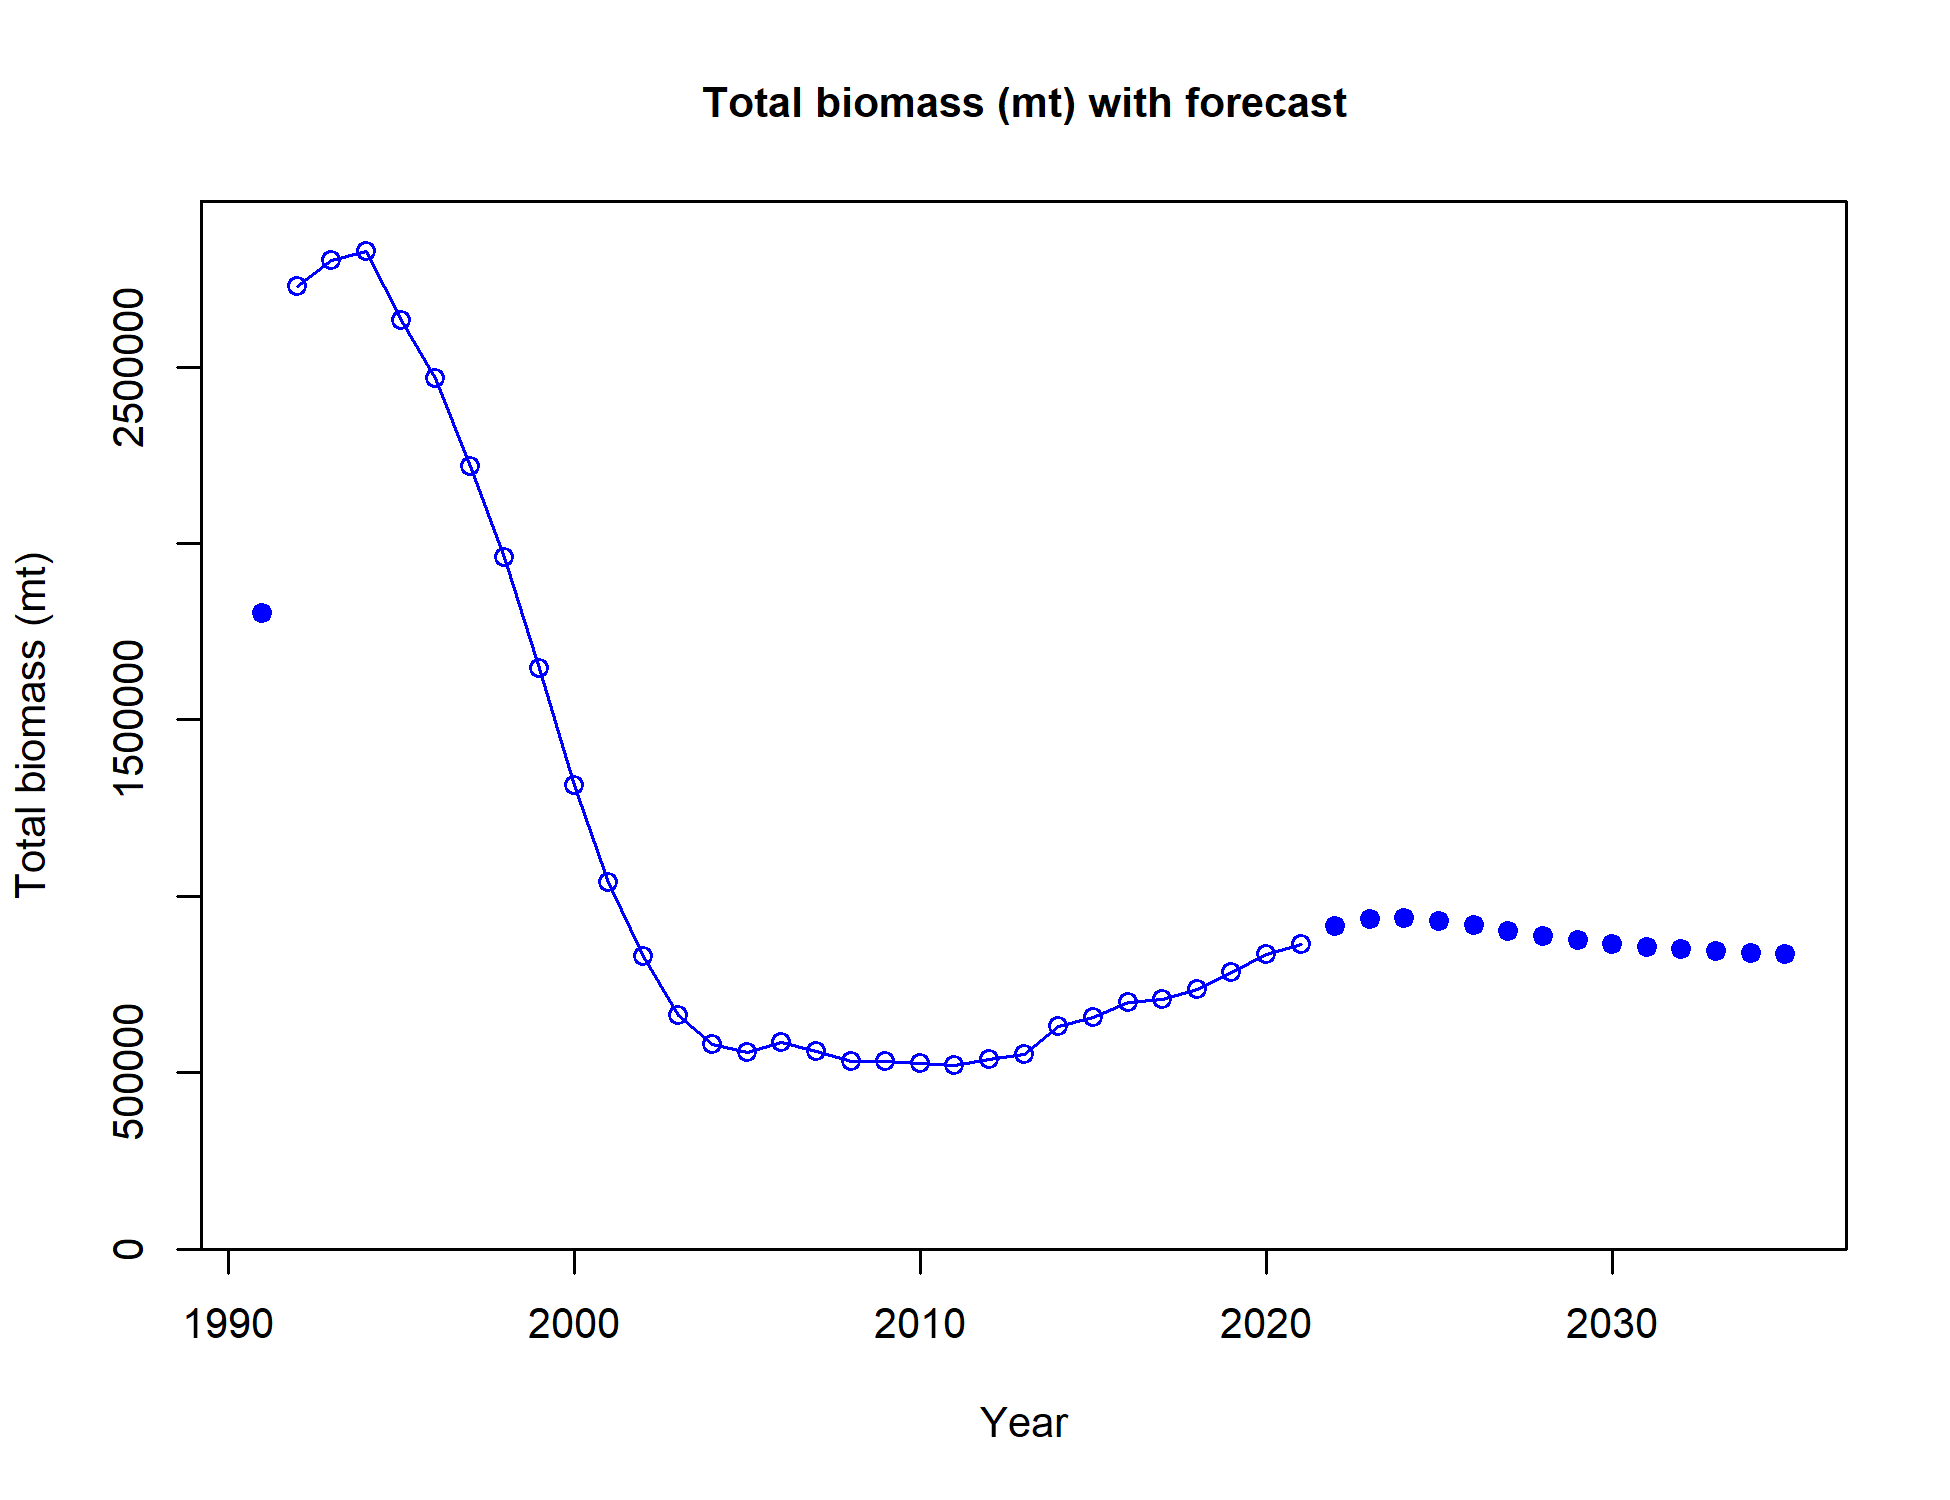 Total biomass (mt) with forecast
Total biomass (mt)
2500000
1500000
500000
0
1990 2000 2010 2020 2030
Year